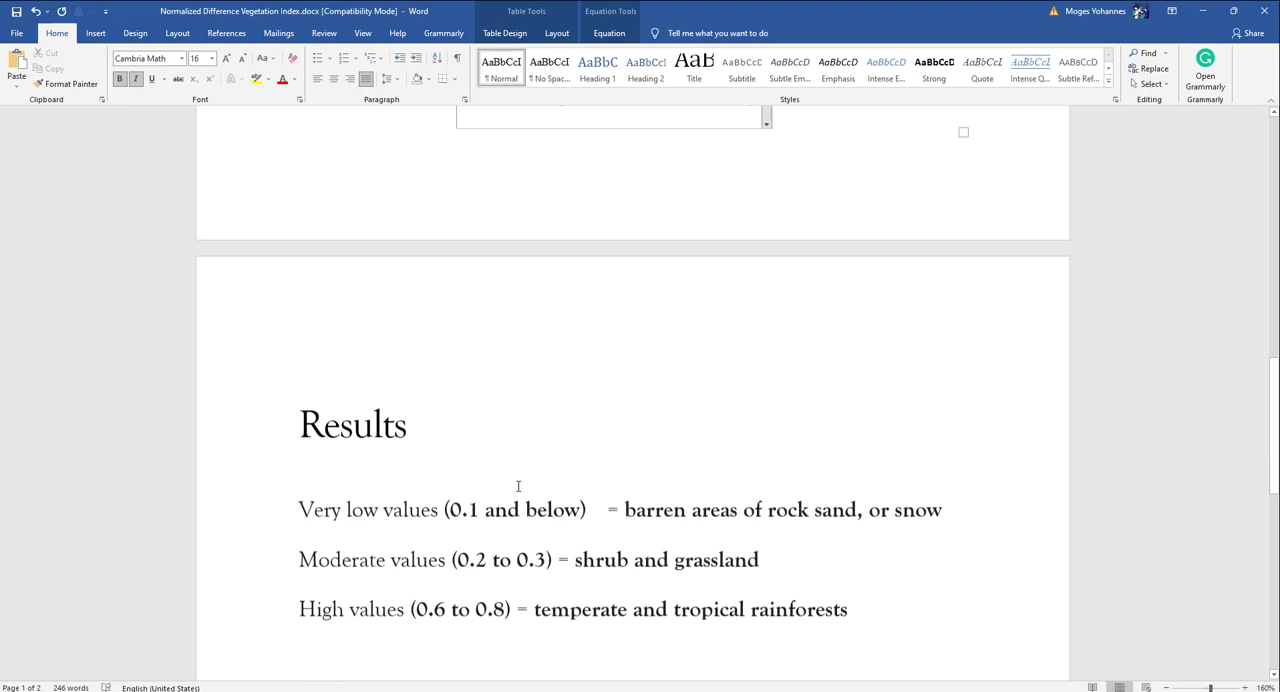 Normalized Difference Vegetation Index.docx [Compatibility Mode] - Word
Table Tools
Equation Tools
Moges Yohannes
File Home Insert Design Layout References Mailings Review View Help Grammarly Table Design Layout Equation Tell me what you want to do Share
Paste
Cut
Copy
Format Painter
Clipboard
Cambria Math 16
Font
Paragraph
AaBbCcI AaBbCcI AaBbC AaBbCcl AaB AaBbCcD AaBbCcD AaBbCcD AaBbCcD AaBbCcD AaBbCcL AaBbCcL AaBbCcD
¶ Normal ¶ No Spac... Heading 1 Heading 2 Title Subtitle Subtle Em... Emphasis Intense E... Strong Quote Intense Q... Subtle Ref...
Styles
Find
Replace
Select
Editing
Open
Grammarly
Grammarly
Results
Very low values (0.1 and below) = barren areas of rock sand, or snow
Moderate values (0.2 to 0.3) = shrub and grassland
High values (0.6 to 0.8) = temperate and tropical rainforests
Page 1 of 2 246 words English (United States) 160%